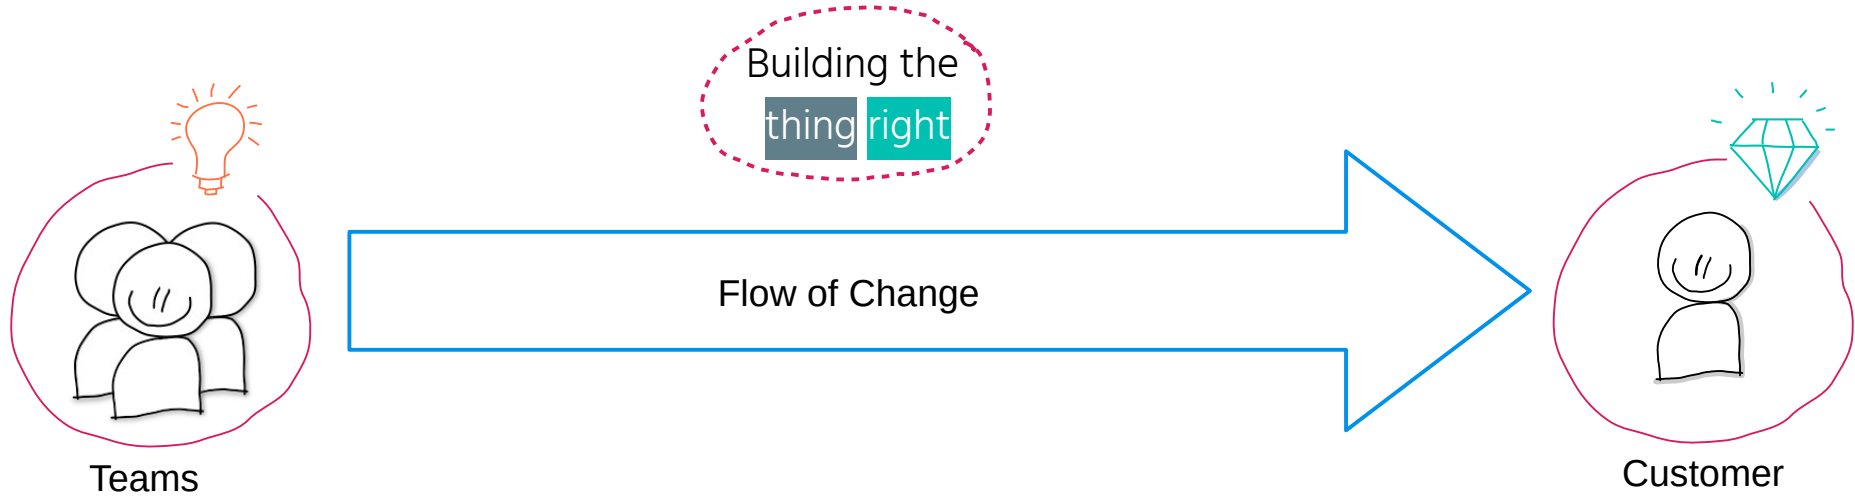 Building the
thing right
Flow of Change
Teams
Customer